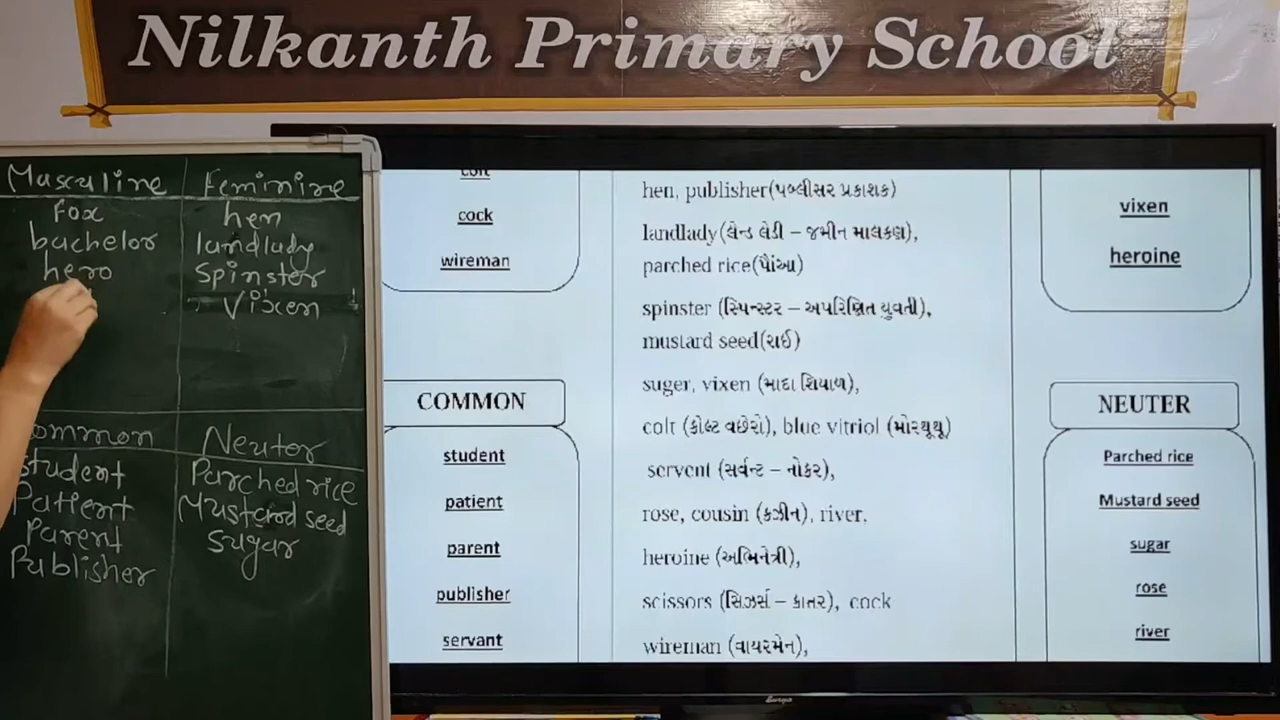 Nilkanth Primary School
Masculine
Feminine
Fox
hen
bachelor
landlady
hero
Spinster
Vixen
Common
Neuter
Student
Parched rice
Patient
Mustard seed
Parent
Sugar
Publisher
colt
cock
wireman
COMMON
student
patient
parent
publisher
servant
hen, publisher(પબ્લીસર પ્રકાશક)
landlady(લેન્ડ લેડી – જમીન માલકણ),
parched rice(પૌંઆ)
spinster (સ્પિન્સ્ટર – અપરિણિત યુવતી),
mustard seed(રાઈ)
suger, vixen (માદા શિયાળ),
colt (કોલ્ટ વછેરો), blue vitriol (મોરથૂથૂ)
servent (સર્વન્ટ – નોકર),
rose, cousin (કઝીન), river,
heroine (અભિનેત્રી),
scissors (સિઝર્સ – કાતર), cock
wireman (વાયરમેન),
vixen
heroine
NEUTER
Parched rice
Mustard seed
sugar
rose
river